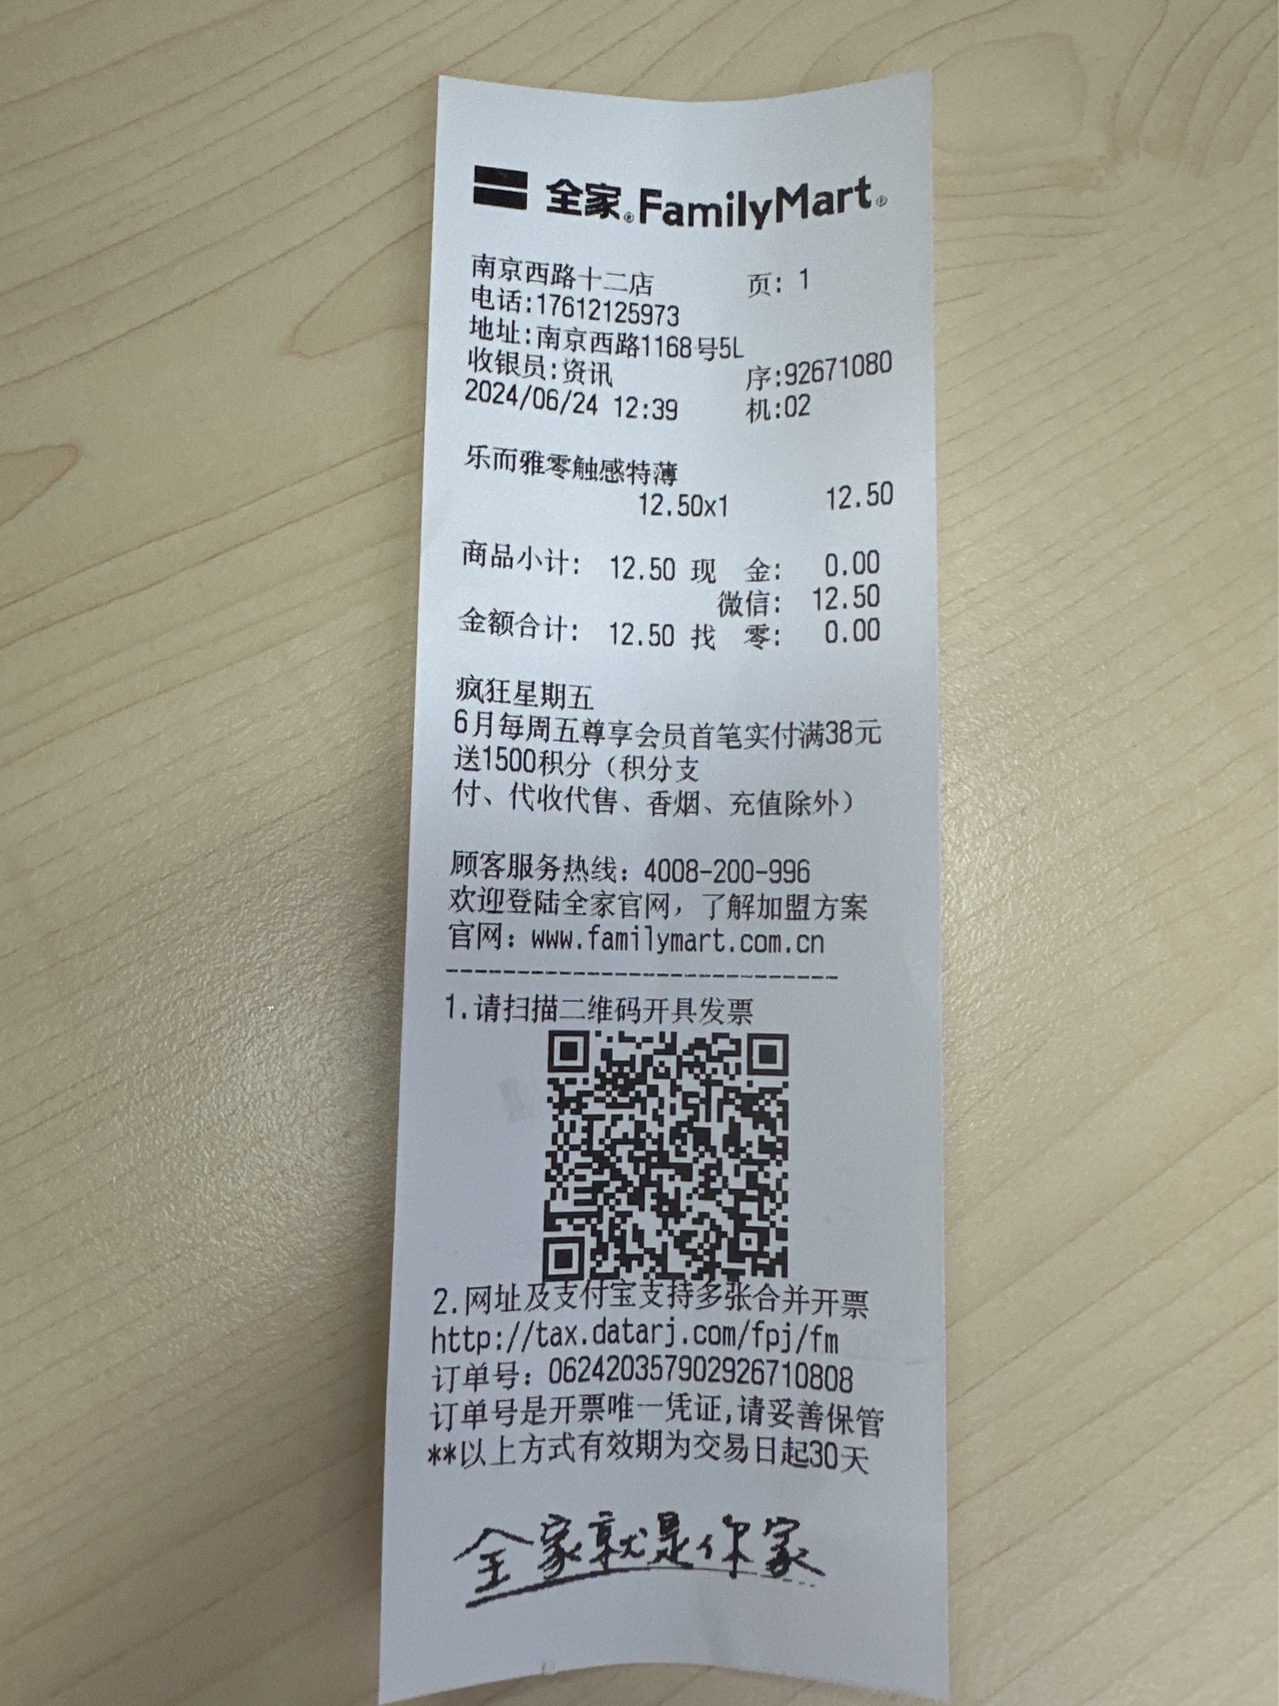 全家® FamilyMart®
南京西路十二店 页: 1
电话:17612125973
地址:南京西路1168号5L
收银员:资讯 序:92671080
2024/06/24 12:39 机:02
乐而雅零触感特薄
12.50x1 12.50
商品小计: 12.50 现 金: 0.00
微信: 12.50
金额合计: 12.50 找 零: 0.00
疯狂星期五
6月每周五尊享会员首笔实付满38元
送1500积分（积分支
付、代收代售、香烟、充值除外）
顾客服务热线：4008-200-996
欢迎登陆全家官网，了解加盟方案
官网：www.familymart.com.cn
----------------------------
1.请扫描二维码开具发票
2.网址及支付宝支持多张合并开票
http://tax.datarj.com/fpj/fm
订单号：062420357902926710808
订单号是开票唯一凭证,请妥善保管
**以上方式有效期为交易日起30天
全家就是你家